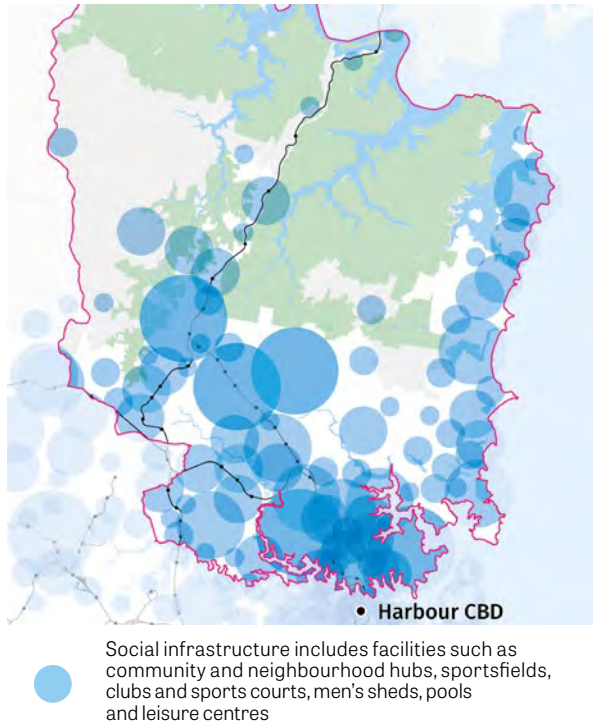 Harbour CBD
Social infrastructure includes facilities such as
community and neighbourhood hubs, sportsfields,
clubs and sports courts, men's sheds, pools
and leisure centres